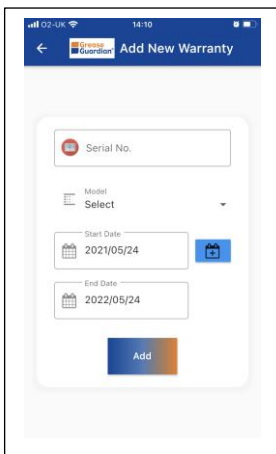 O2-UK 14:10
Grease
Guardian Add New Warranty
Serial No.
Model
Select
Start Date
2021/05/24
End Date
2022/05/24
Add